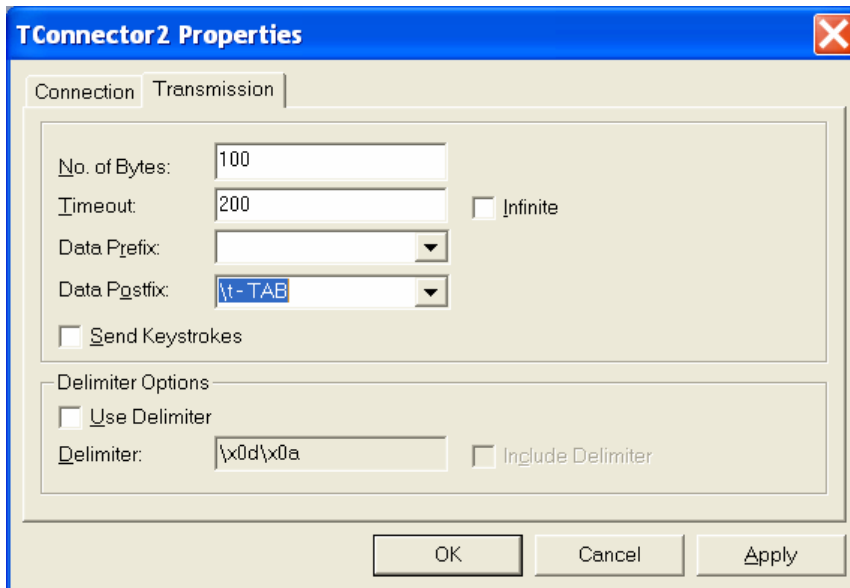 TConnector2 Properties
Connection Transmission
No. of Bytes: 100
Timeout: 200 Infinite
Data Prefix:
Data Postfix: \t - TAB
Send Keystrokes
Delimiter Options
Use Delimiter
Delimiter: \x0d\x0a Include Delimiter
OK Cancel Apply